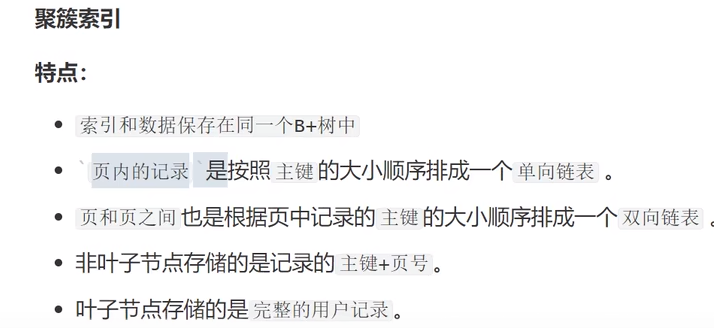 聚簇索引
特点：
索引和数据保存在同一个B+树中
`页内的记录`是按照主键的大小顺序排成一个单向链表。
页和页之间也是根据页中记录的主键的大小顺序排成一个双向链表。
非叶子节点存储的是记录的主键+页号。
叶子节点存储的是完整的用户记录。